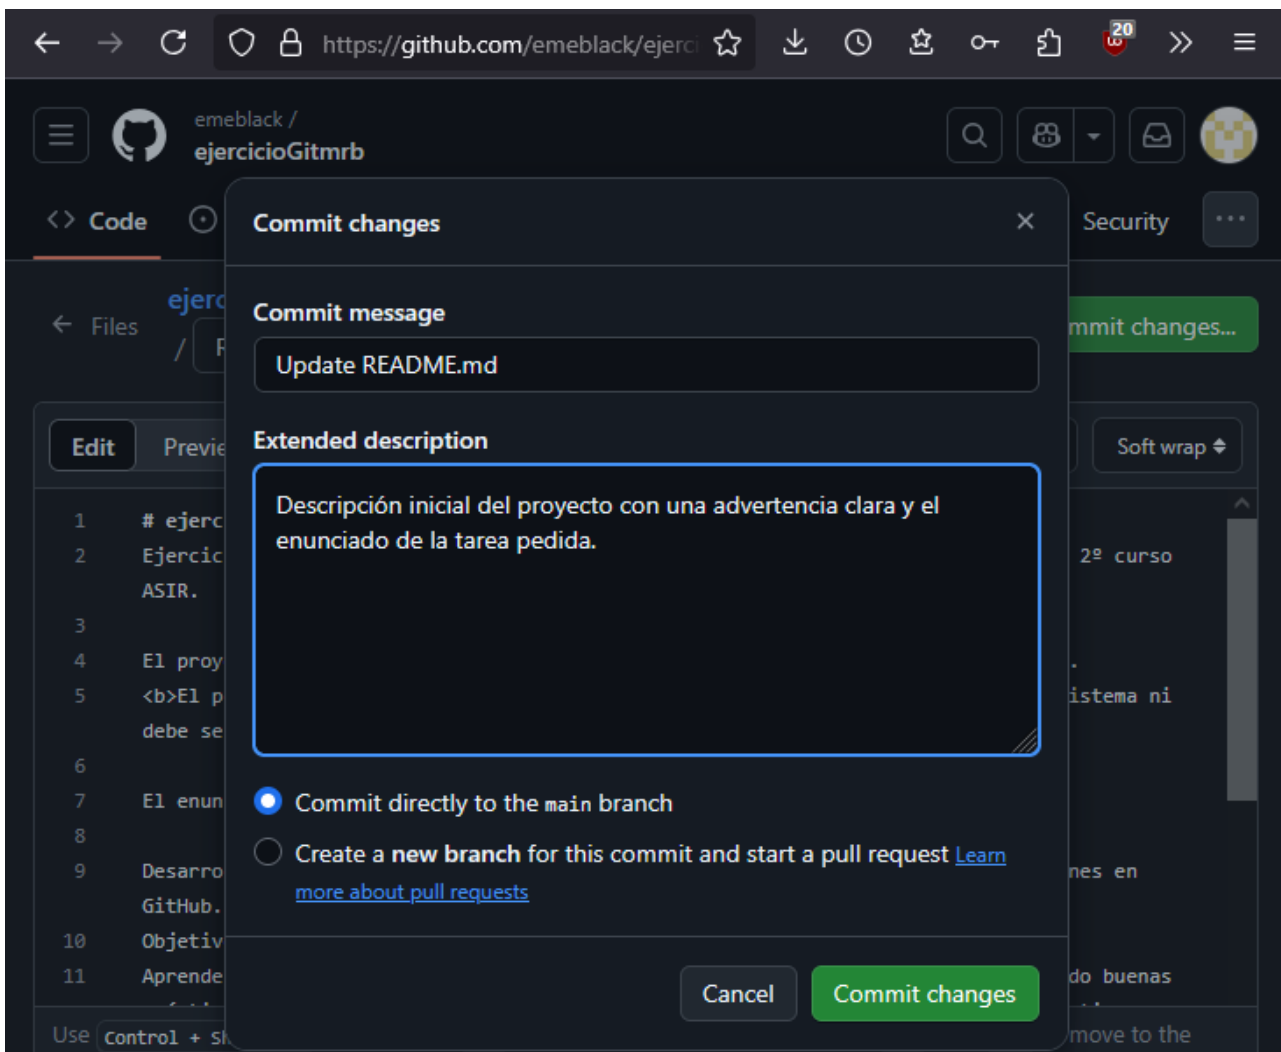 https://github.com/emeblack/ejerci
20
emeblack /
ejercicioGitmrb
Code
Security
Commit changes
Files
/
mmit changes...
Commit message
Update README.md
Edit
Extended description
Soft wrap
Descripción inicial del proyecto con una advertencia clara y el
enunciado de la tarea pedida.
1 # ejerc
2 Ejercic 2º curso
ASIR.
3
4 El proy .
5 <b>El p istema ni
debe se
6
7 El enun
8
9 Desarro nes en
GitHub.
10 Objetiv
11 Aprende do buenas
Commit directly to the main branch
Create a new branch for this commit and start a pull request Learn
more about pull requests
Cancel Commit changes
Use Control + Sh move to the